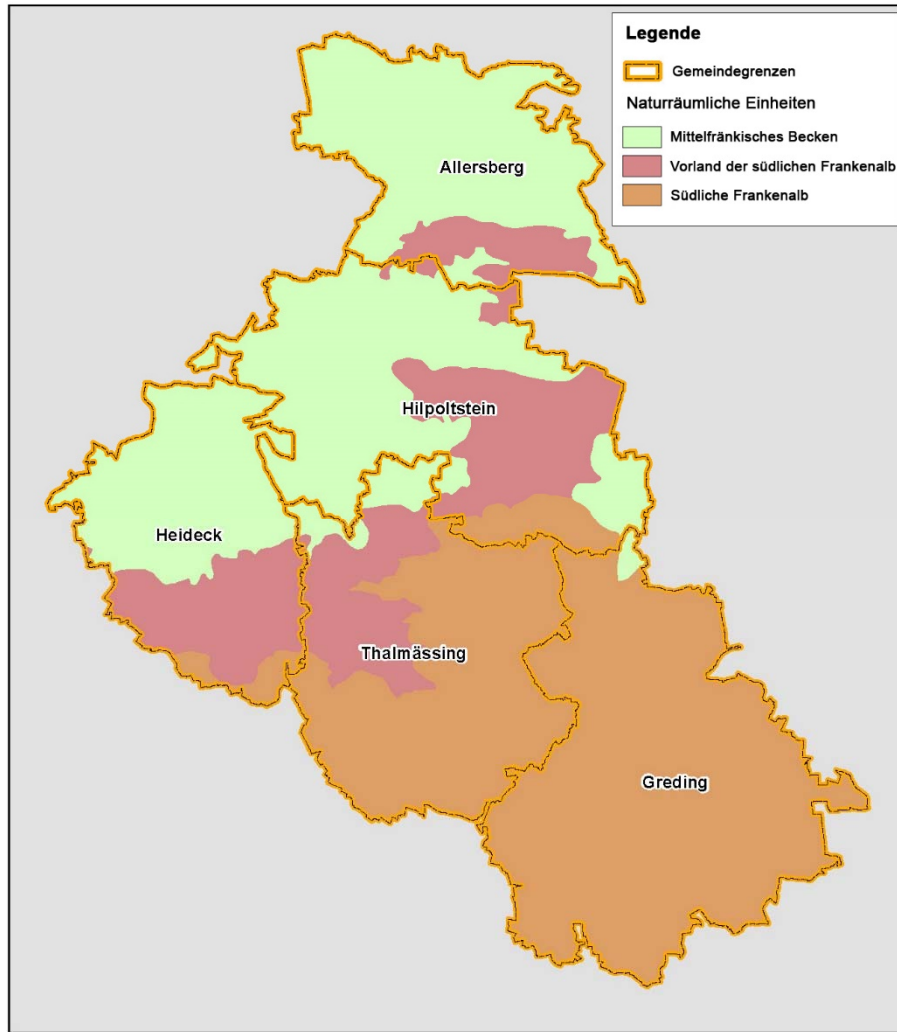 Legende
Gemeindegrenzen
Naturräumliche Einheiten
Mittelfränkisches Becken
Vorland der südlichen Frankenalb
Südliche Frankenalb
Allersberg
Hilpoltstein
Heideck
Thalmässing
Greding